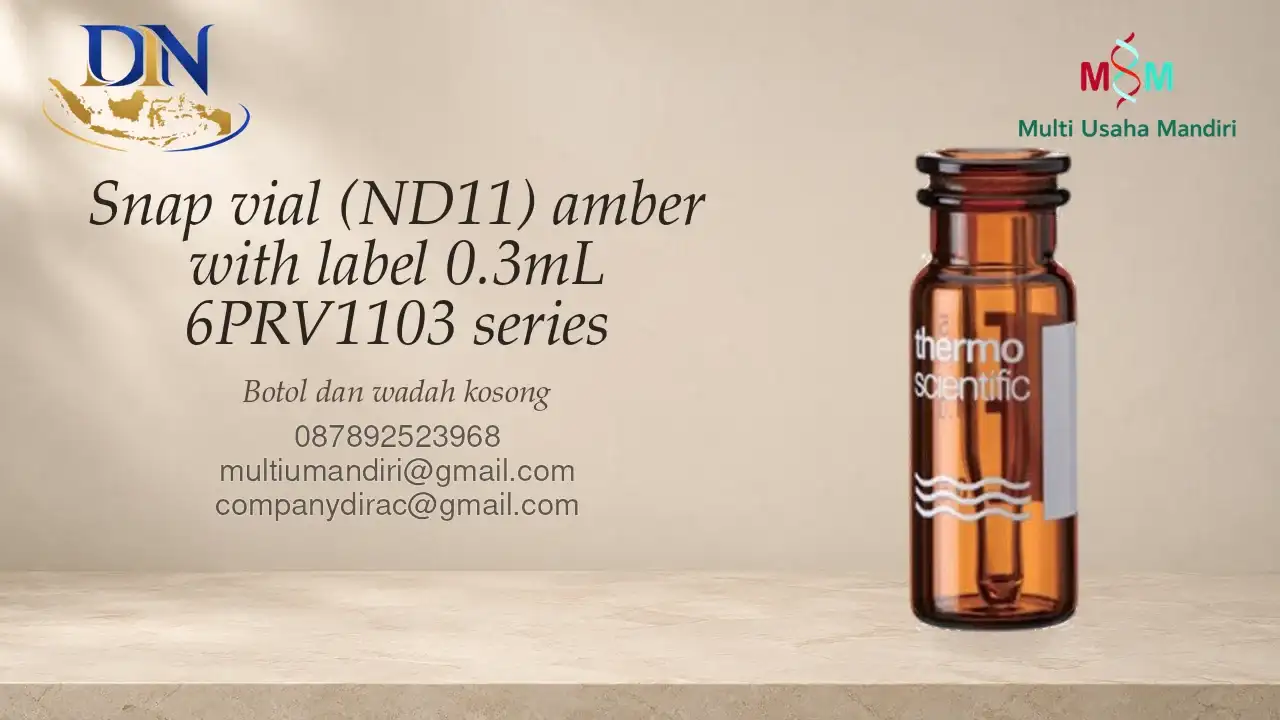 DIN
MSM
Multi Usaha Mandiri
Snap vial (ND11) amber
with label 0.3mL
6PRV1103 series
Botol dan wadah kosong
087892523968
multiumandiri@gmail.com
companydirac@gmail.com
thermo
scientific